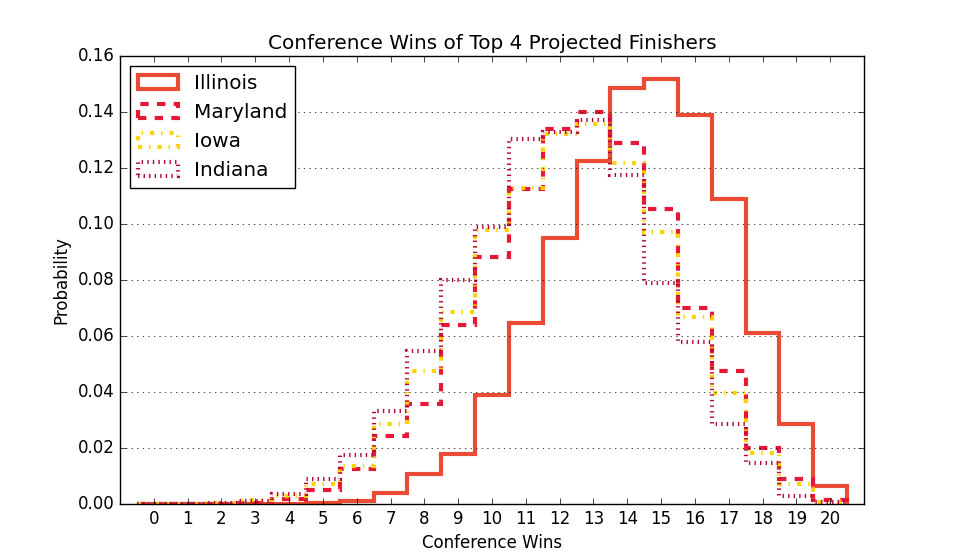 Conference Wins of Top 4 Projected Finishers
0.16
0.14
0.12
0.10
0.08
0.06
0.04
0.02
0.00
Probability
Illinois
Maryland
Iowa
Indiana
0 1 2 3 4 5 6 7 8 9 10 11 12 13 14 15 16 17 18 19 20
Conference Wins